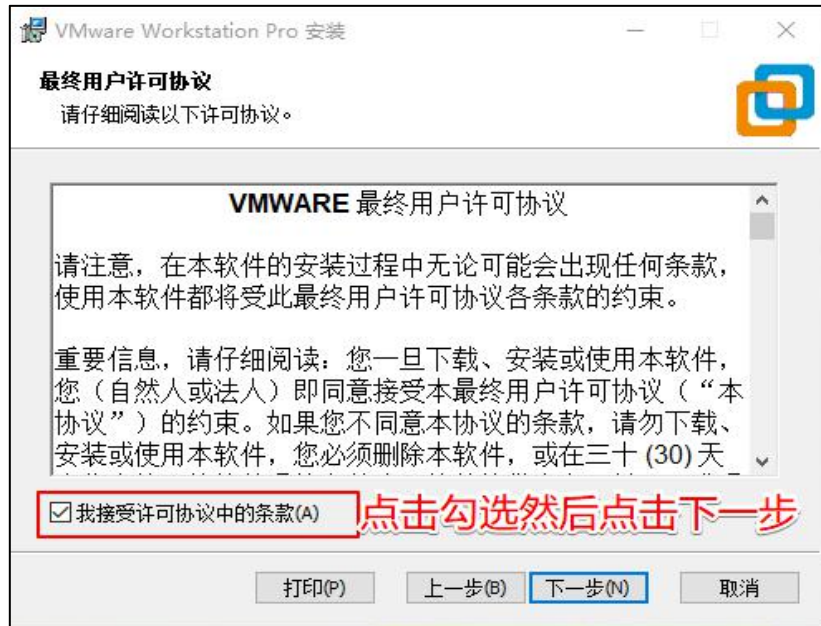 VMware Workstation Pro 安装
最终用户许可协议
请仔细阅读以下许可协议。
VMWARE 最终用户许可协议
请注意，在本软件的安装过程中无论可能会出现任何条款，
使用本软件都将受此最终用户许可协议各条款的约束。
重要信息，请仔细阅读：您一旦下载、安装或使用本软件，
您（自然人或法人）即同意接受本最终用户许可协议（“本
协议”）的约束。如果您不同意本协议的条款，请勿下载、
安装或使用本软件，您必须删除本软件，或在三十 (30) 天
我接受许可协议中的条款(A)
点击勾选然后点击下一步
打印(P) 上一步(B) 下一步(N) 取消